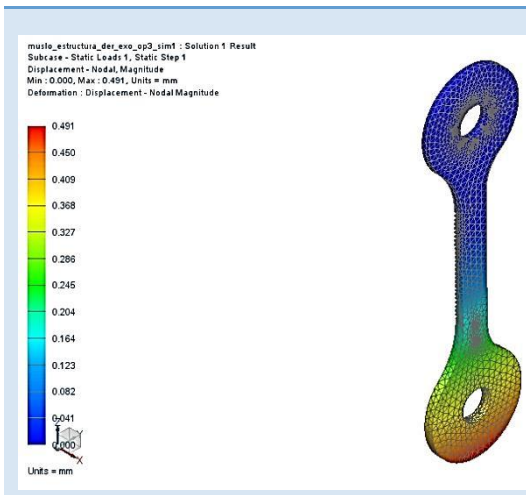 muslo_estructura_der_exo_op3_sim1 : Solution 1 Result
Subcase - Static Loads 1, Static Step 1
Displacement - Nodal, Magnitude
Min : 0.000, Max : 0.491, Units = mm
Deformation : Displacement - Nodal Magnitude
0.491
0.450
0.409
0.368
0.327
0.286
0.245
0.204
0.164
0.123
0.082
0.041
0.000
Y
X
Units = mm